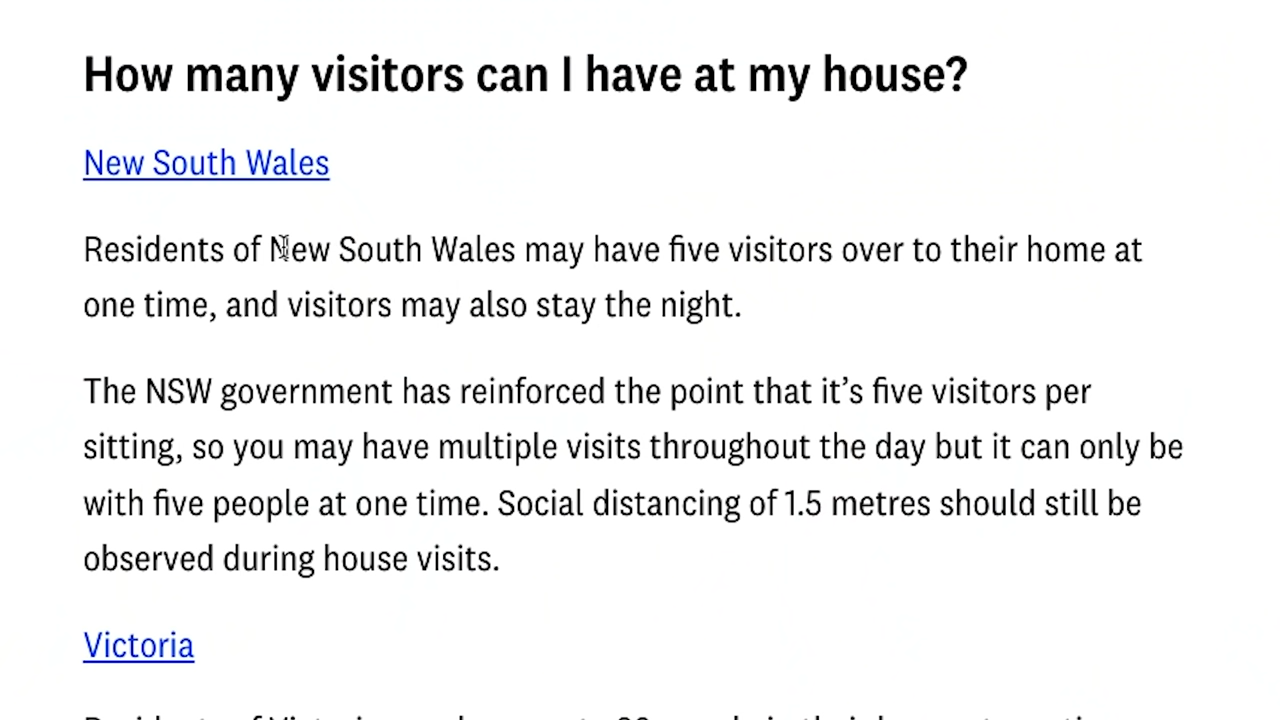 How many visitors can I have at my house?
New South Wales
Residents of New South Wales may have five visitors over to their home at
one time, and visitors may also stay the night.
The NSW government has reinforced the point that it’s five visitors per
sitting, so you may have multiple visits throughout the day but it can only be
with five people at one time. Social distancing of 1.5 metres should still be
observed during house visits.
Victoria